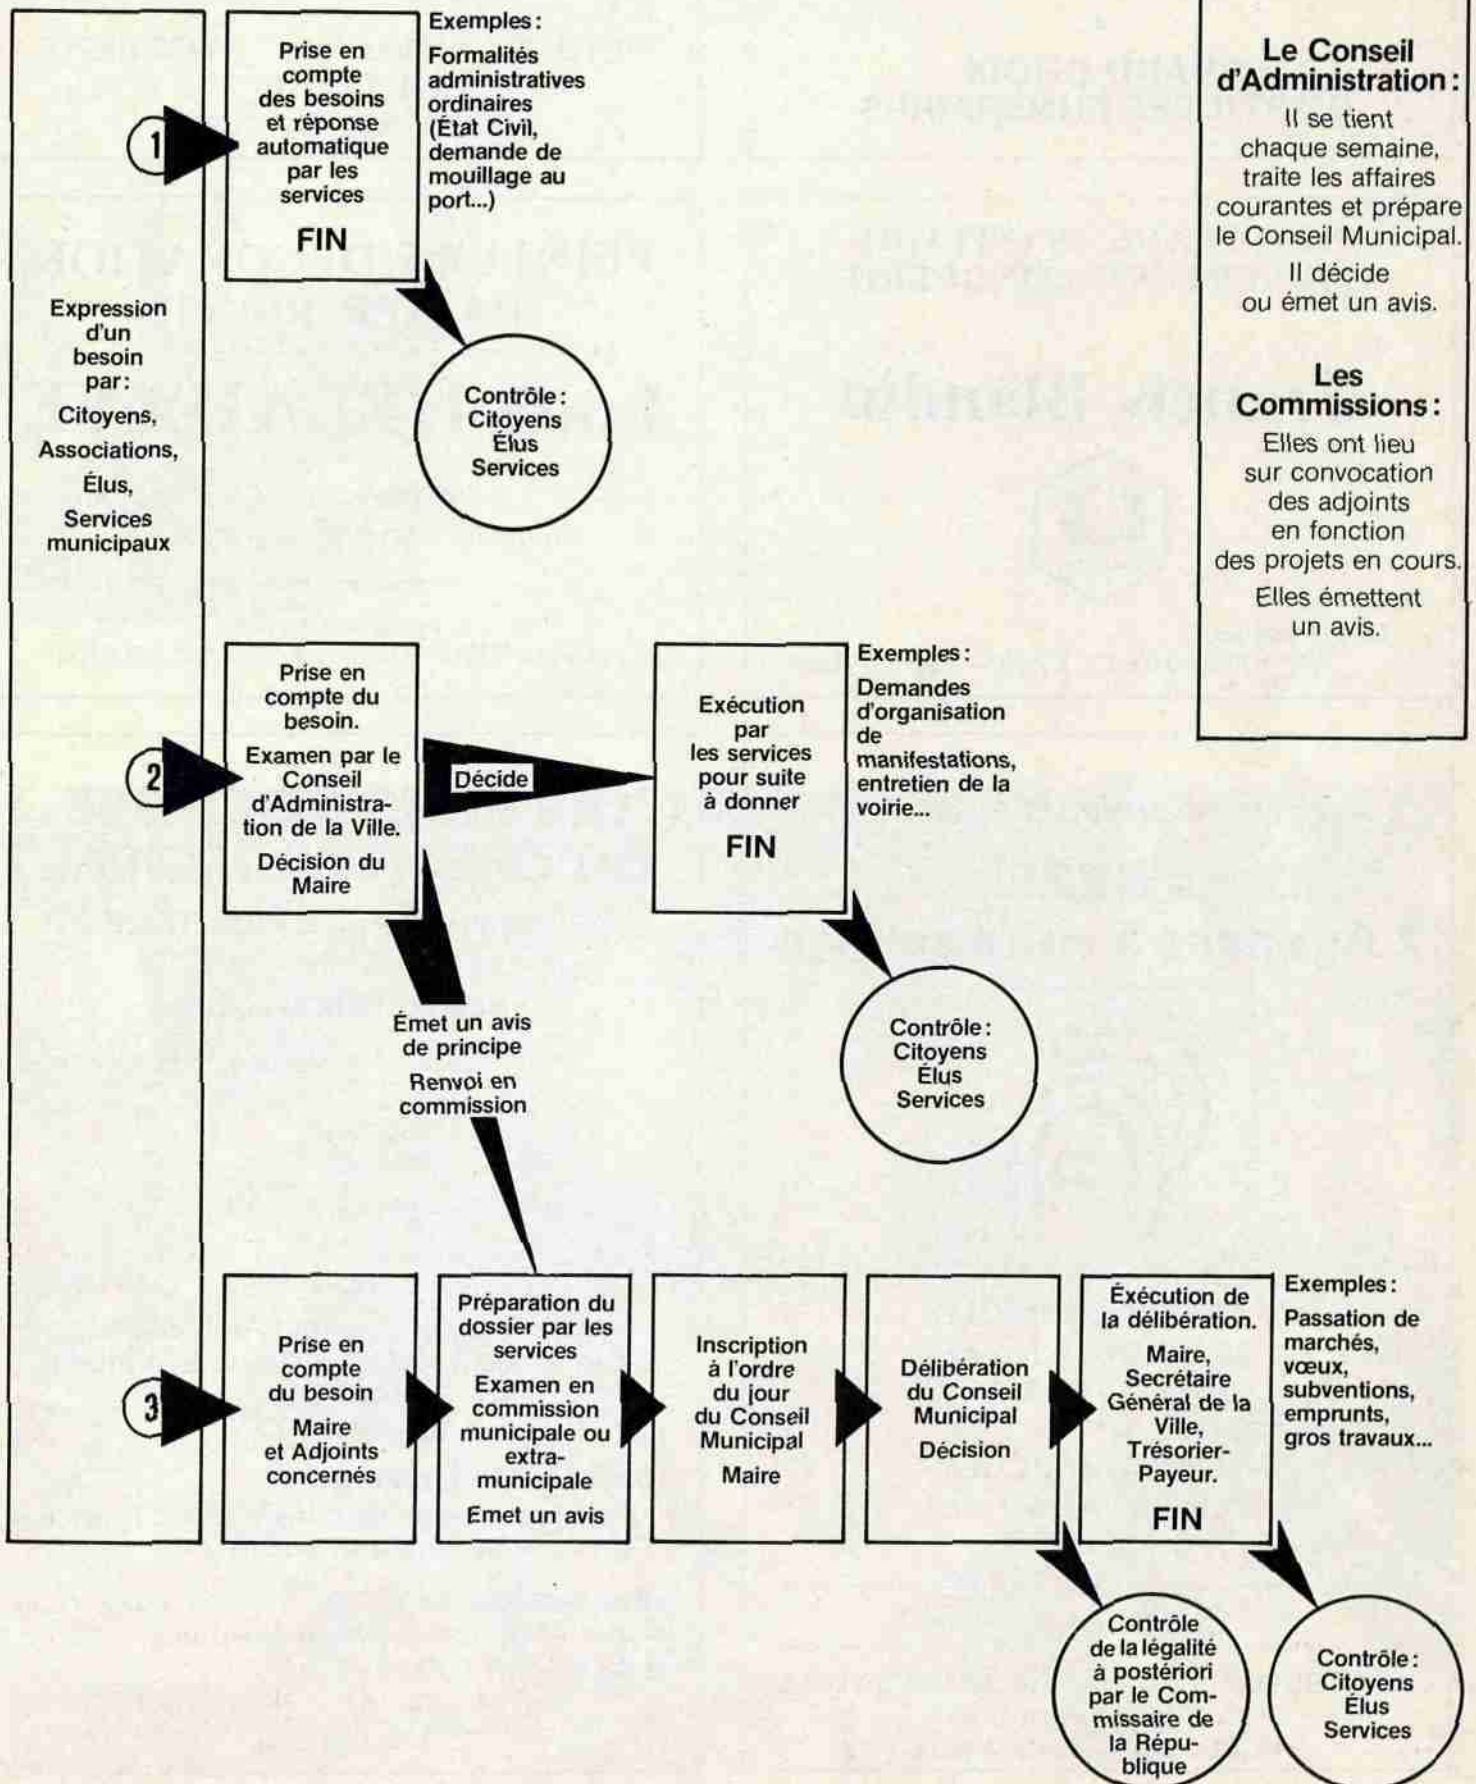 Expression
d'un
besoin
par:
Citoyens,
Associations,
Élus,
Services
municipaux
1
Prise en
compte
des besoins
et réponse
automatique
par les
services
FIN
Exemples:
Formalités
administratives
ordinaires
(État Civil,
demande de
mouillage au
port...)
Contrôle:
Citoyens
Élus
Services
Le Conseil
d'Administration:
Il se tient
chaque semaine,
traite les affaires
courantes et prépare
le Conseil Municipal.
Il décide
ou émet un avis.
Les
Commissions:
Elles ont lieu
sur convocation
des adjoints
en fonction
des projets en cours.
Elles émettent
un avis.
2
Prise en
compte du
besoin.
Examen par le
Conseil
d'Administra-
tion de la Ville.
Décision du
Maire
Décide
Exécution
par
les services
pour suite
à donner
FIN
Exemples:
Demandes
d'organisation
de
manifestations,
entretien de la
voirie...
Contrôle:
Citoyens
Élus
Services
Émet un avis
de principe
Renvoi en
commission
3
Prise en
compte
du besoin
Maire
et Adjoints
concernés
Préparation du
dossier par les
services
Examen en
commission
municipale ou
extra-
municipale
Emet un avis
Inscription
à l'ordre
du jour
du Conseil
Municipal
Maire
Délibération
du Conseil
Municipal
Décision
Éxécution de
la délibération.
Maire,
Secrétaire
Général de la
Ville,
Trésorier-
Payeur.
FIN
Exemples:
Passation de
marchés,
vœux,
subventions,
emprunts,
gros travaux...
Contrôle
de la légalité
à postériori
par le Com-
missaire de
la Répu-
blique
Contrôle:
Citoyens
Élus
Services